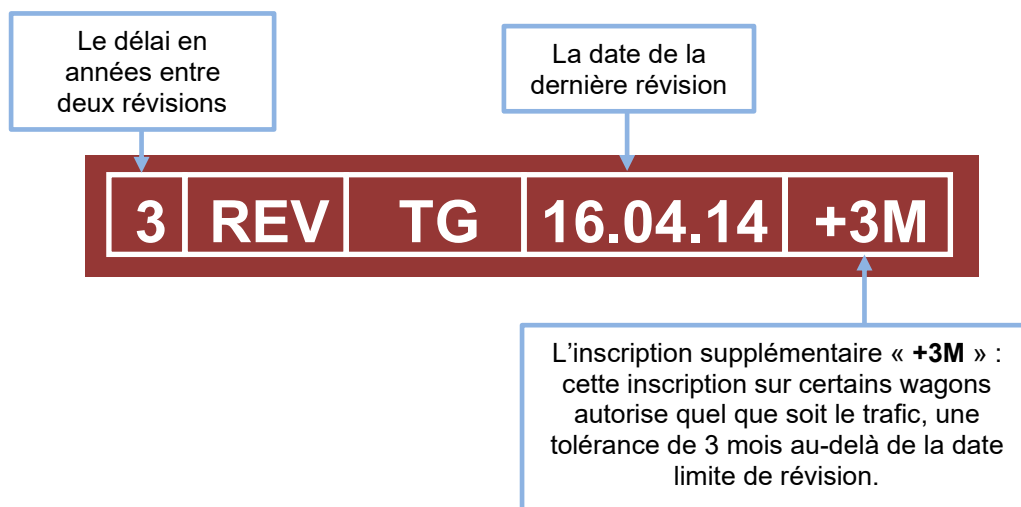 Le délai en
années entre
deux révisions
La date de la
dernière révision
3 REV TG 16.04.14 +3M
L’inscription supplémentaire « +3M » :
cette inscription sur certains wagons
autorise quel que soit le trafic, une
tolérance de 3 mois au-delà de la date
limite de révision.